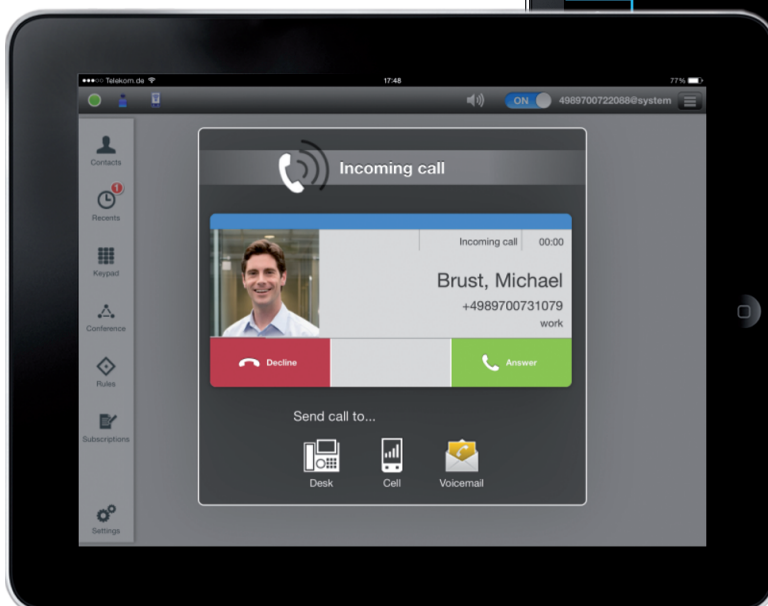 Telekom.de 17:48 77%
ON 4989700722088@system
Contacts
1
Recents
Keypad
Conference
Rules
Subscriptions
Settings
Incoming call
Incoming call 00:00
Brust, Michael
+4989700731079
work
Decline Answer
Send call to...
Desk Cell Voicemail